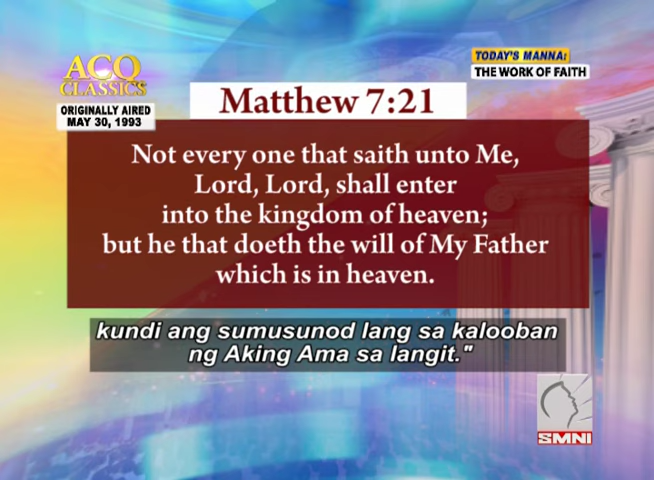 ACQ
CLASSICS
ORIGINALLY AIRED
MAY 30, 1993
TODAY'S MANNA:
THE WORK OF FAITH
Matthew 7:21
Not every one that saith unto Me,
Lord, Lord, shall enter
into the kingdom of heaven;
but he that doeth the will of My Father
which is in heaven.
kundi ang sumusunod lang sa kalooban
ng Aking Ama sa langit."
SMNI